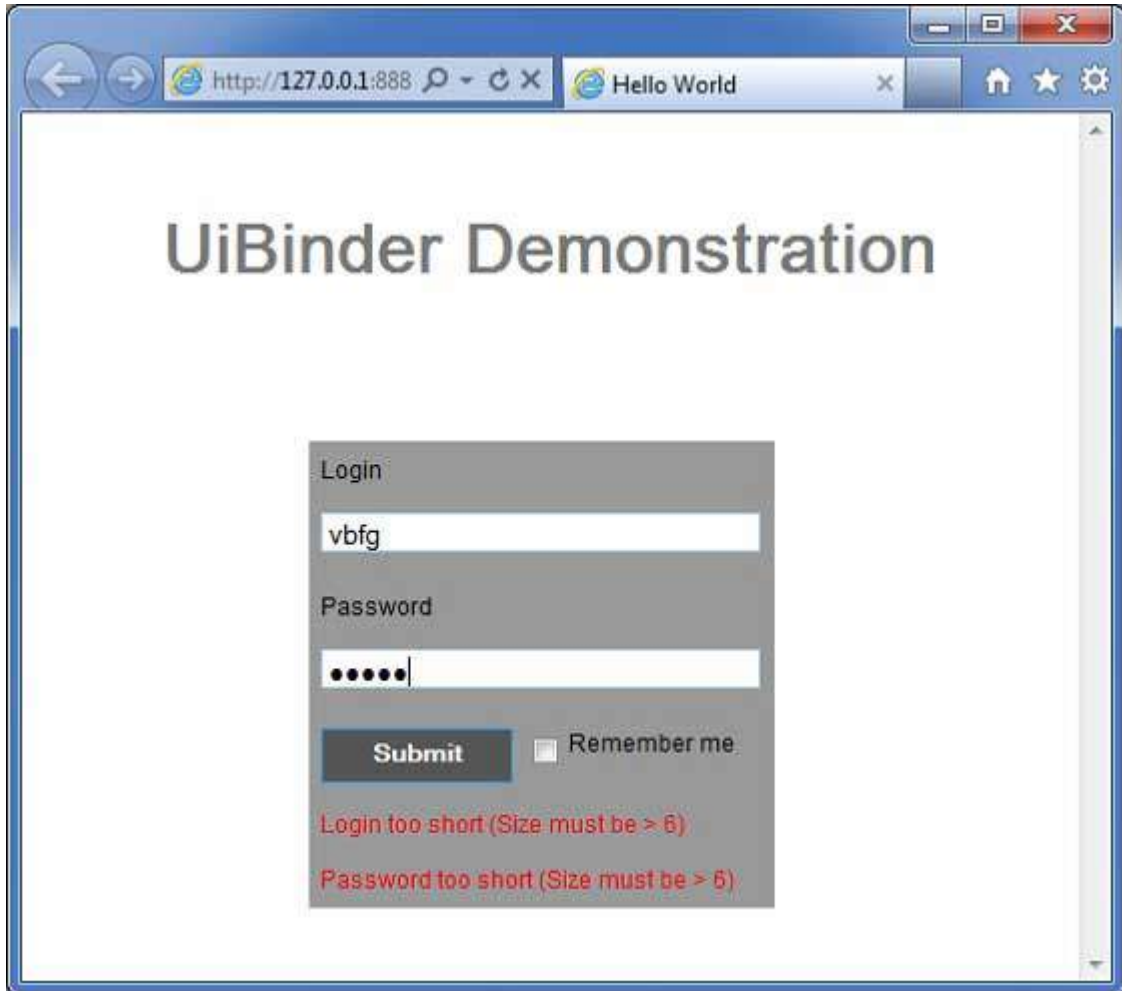 http://127.0.0.1:888
Hello World
UiBinder Demonstration
Login
vbfg
Password
•••••
Submit
Remember me
Login too short (Size must be > 6)
Password too short (Size must be > 6)